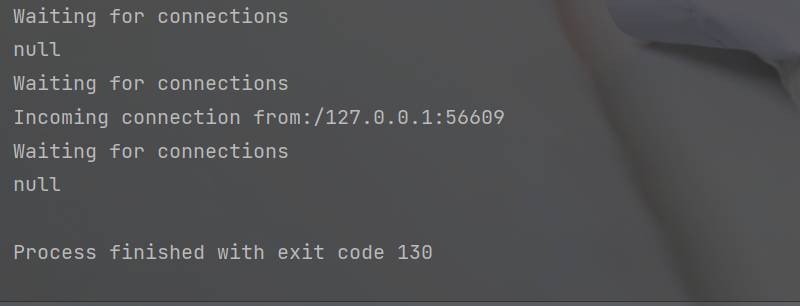 Waiting for connections
null
Waiting for connections
Incoming connection from:/127.0.0.1:56609
Waiting for connections
null
Process finished with exit code 130